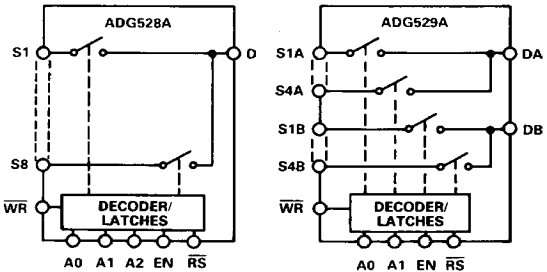 ADG528A
S1
D
S8
WR
DECODER/
LATCHES
A0 A1 A2 EN RS
ADG529A
S1A
DA
S4A
S1B
DB
S4B
WR
DECODER/
LATCHES
A0 A1 EN RS